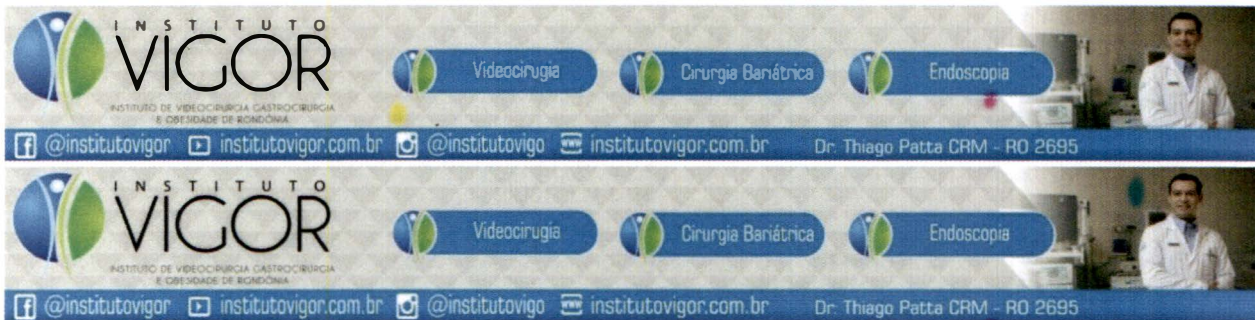 INSTITUTO
VIGOR
INSTITUTO DE VIDEOCIRURGIA GASTROCIRURGIA
E OBESIDADE DE RONDÔNIA
Videocirugia
Cirurgia Bariátrica
Endoscopia
@institutovigor institutovigor.com.br @institutovigo www institutovigor.com.br Dr. Thiago Patta CRM - RO 2695
INSTITUTO
VIGOR
INSTITUTO DE VIDEOCIRURGIA GASTROCIRURGIA
E OBESIDADE DE RONDÔNIA
Videocirugia
Cirurgia Bariátrica
Endoscopia
@institutovigor institutovigor.com.br @institutovigo www institutovigor.com.br Dr. Thiago Patta CRM - RO 2695